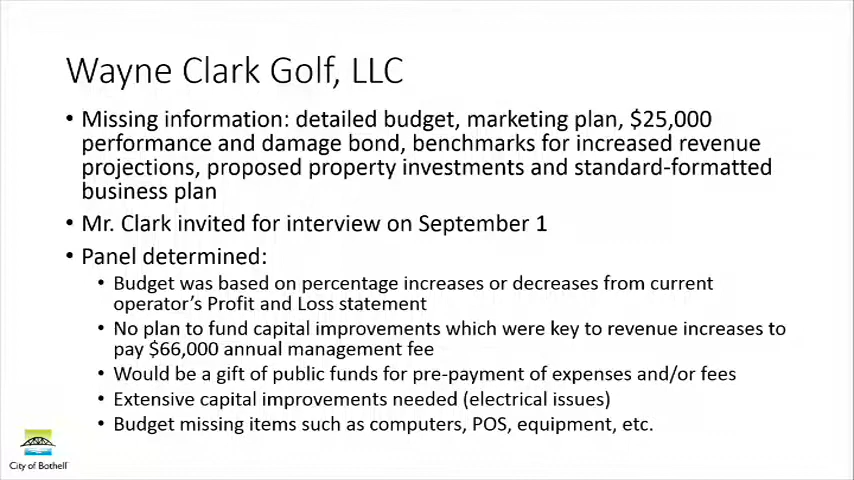 Wayne Clark Golf, LLC
• Missing information: detailed budget, marketing plan, $25,000
performance and damage bond, benchmarks for increased revenue
projections, proposed property investments and standard-formatted
business plan
• Mr. Clark invited for interview on September 1
• Panel determined:
• Budget was based on percentage increases or decreases from current
operator's Profit and Loss statement
• No plan to fund capital improvements which were key to revenue increases to
pay $66,000 annual management fee
• Would be a gift of public funds for pre-payment of expenses and/or fees
• Extensive capital improvements needed (electrical issues)
• Budget missing items such as computers, POS, equipment, etc.
City of Bothell